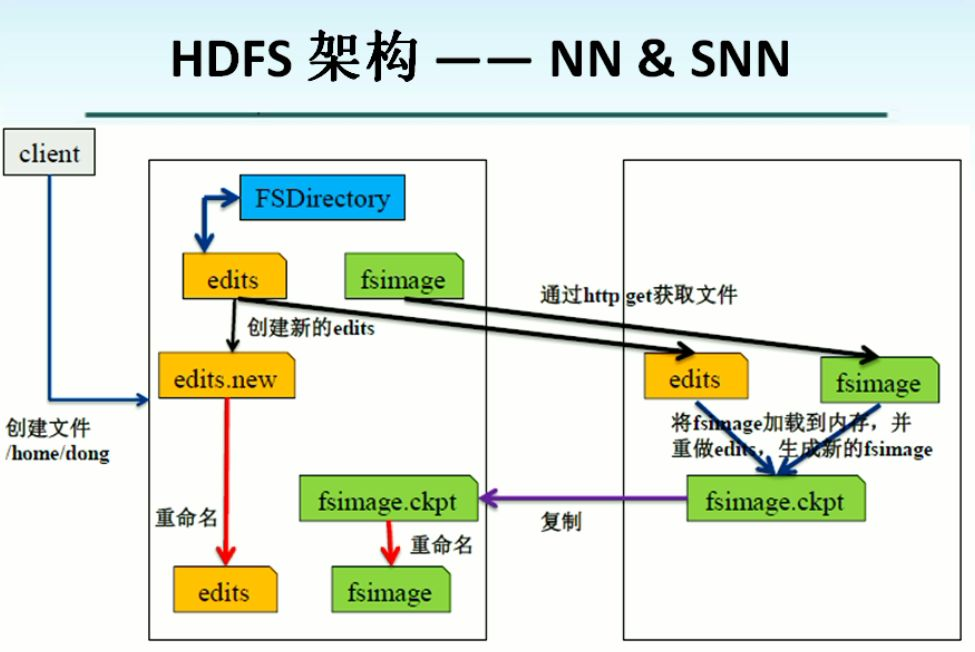 HDFS 架构 —— NN & SNN
client
FSDirectory
edits
fsimage
通过http get获取文件
创建新的edits
edits.new
edits
fsimage
创建文件
/home/dong
将fsimage加载到内存，并
重做edits，生成新的fsimage
fsimage.ckpt
fsimage.ckpt
复制
重命名
重命名
edits
fsimage